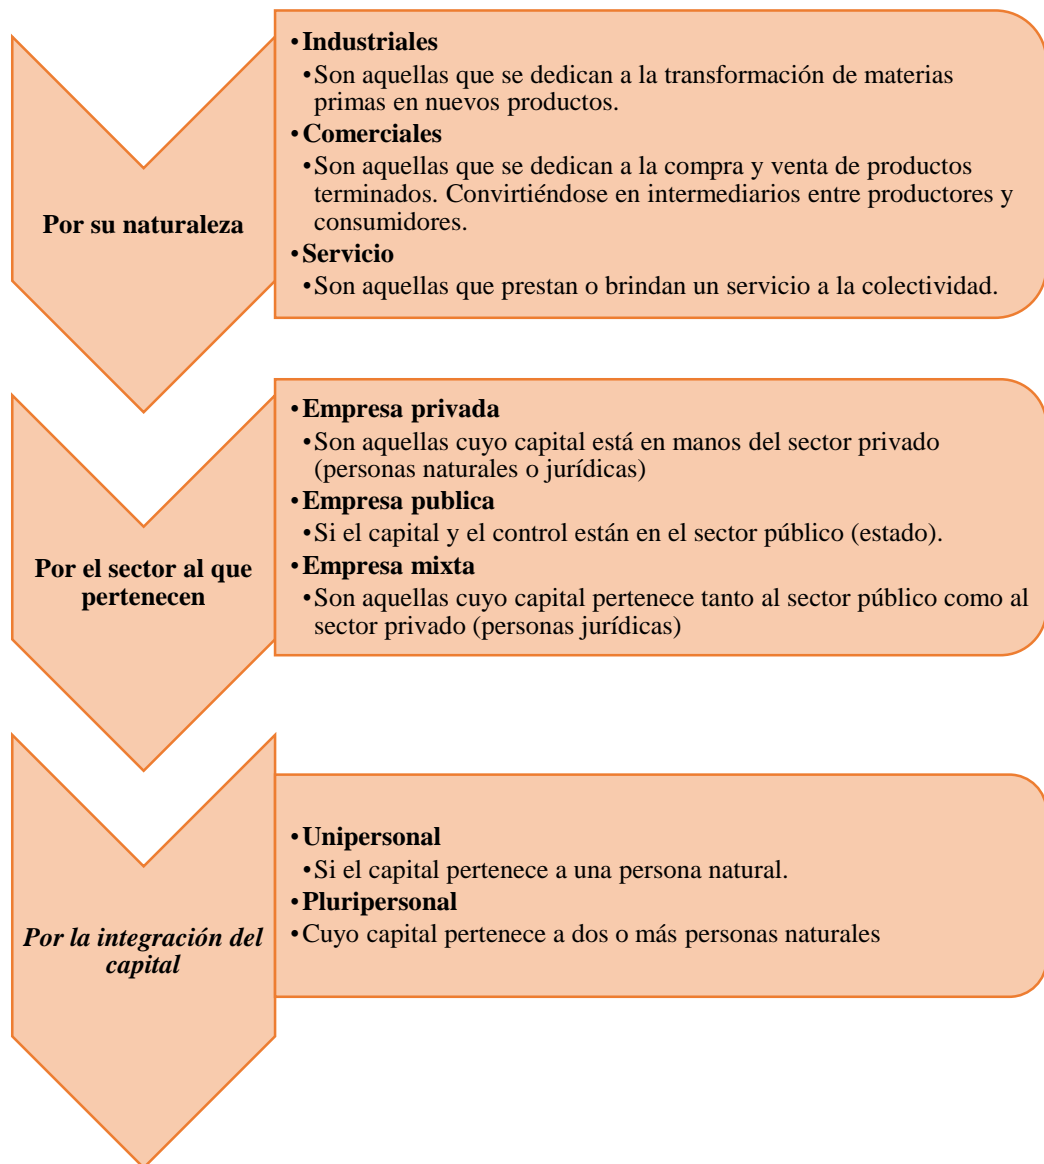 Por su naturaleza
•Industriales
•Son aquellas que se dedican a la transformación de materias
primas en nuevos productos.
•Comerciales
•Son aquellas que se dedican a la compra y venta de productos
terminados. Convirtiéndose en intermediarios entre productores y
consumidores.
•Servicio
•Son aquellas que prestan o brindan un servicio a la colectividad.
Por el sector al que
pertenecen
•Empresa privada
•Son aquellas cuyo capital está en manos del sector privado
(personas naturales o jurídicas)
•Empresa publica
•Si el capital y el control están en el sector público (estado).
•Empresa mixta
•Son aquellas cuyo capital pertenece tanto al sector público como al
sector privado (personas jurídicas)
Por la integración del
capital
•Unipersonal
•Si el capital pertenece a una persona natural.
•Pluripersonal
•Cuyo capital pertenece a dos o más personas naturales